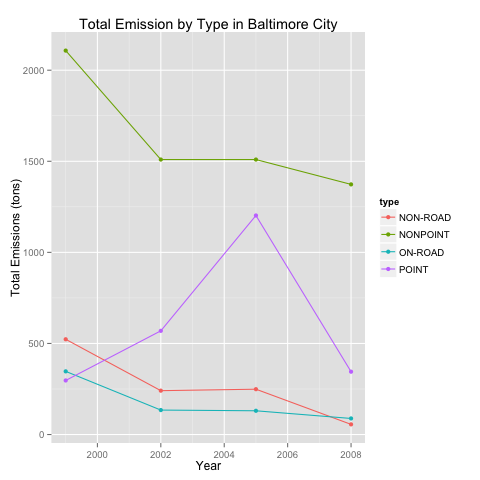 Total Emission by Type in Baltimore City
Total Emissions (tons)
2000
1500
1000
500
0
2000
2002
2004
2006
2008
Year
type
NON-ROAD
NONPOINT
ON-ROAD
POINT